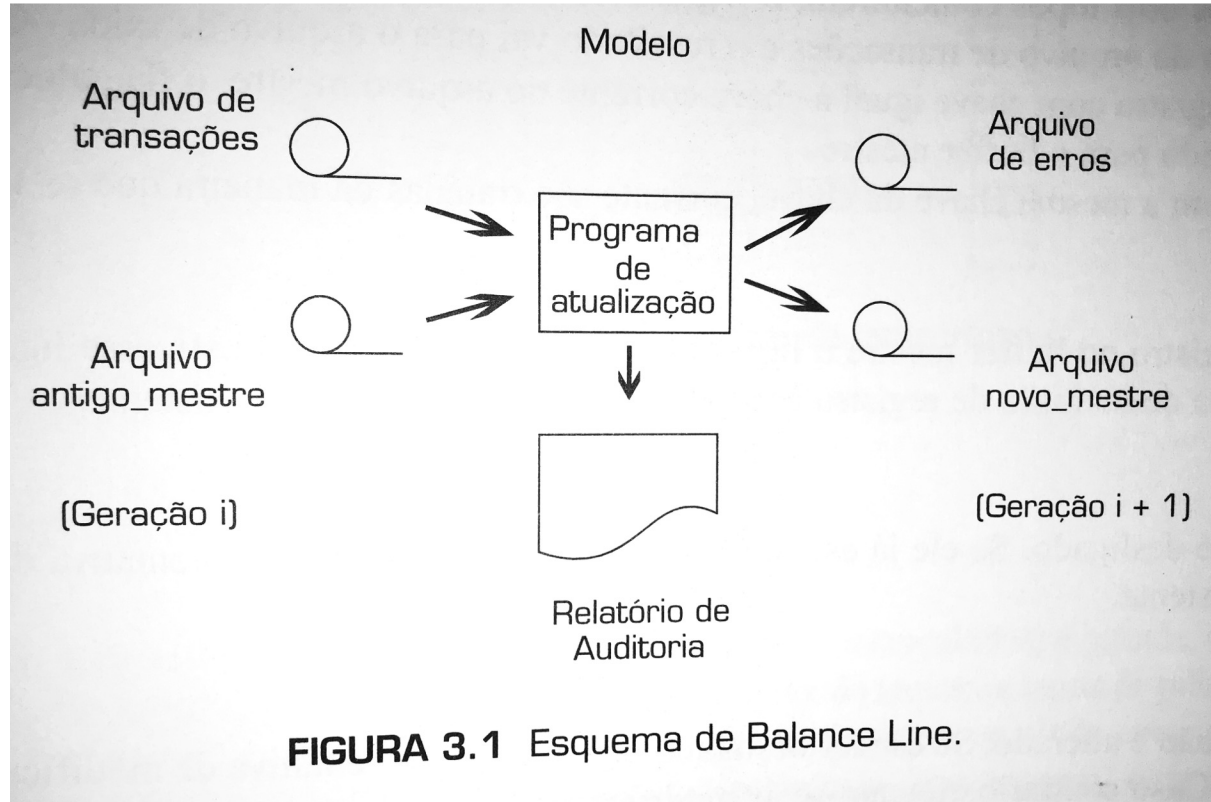 Modelo
Arquivo de
transações
Arquivo
de erros
Programa
de
atualização
Arquivo
antigo_mestre
Arquivo
novo_mestre
(Geração i)
(Geração i + 1)
Relatório de
Auditoria
FIGURA 3.1 Esquema de Balance Line.